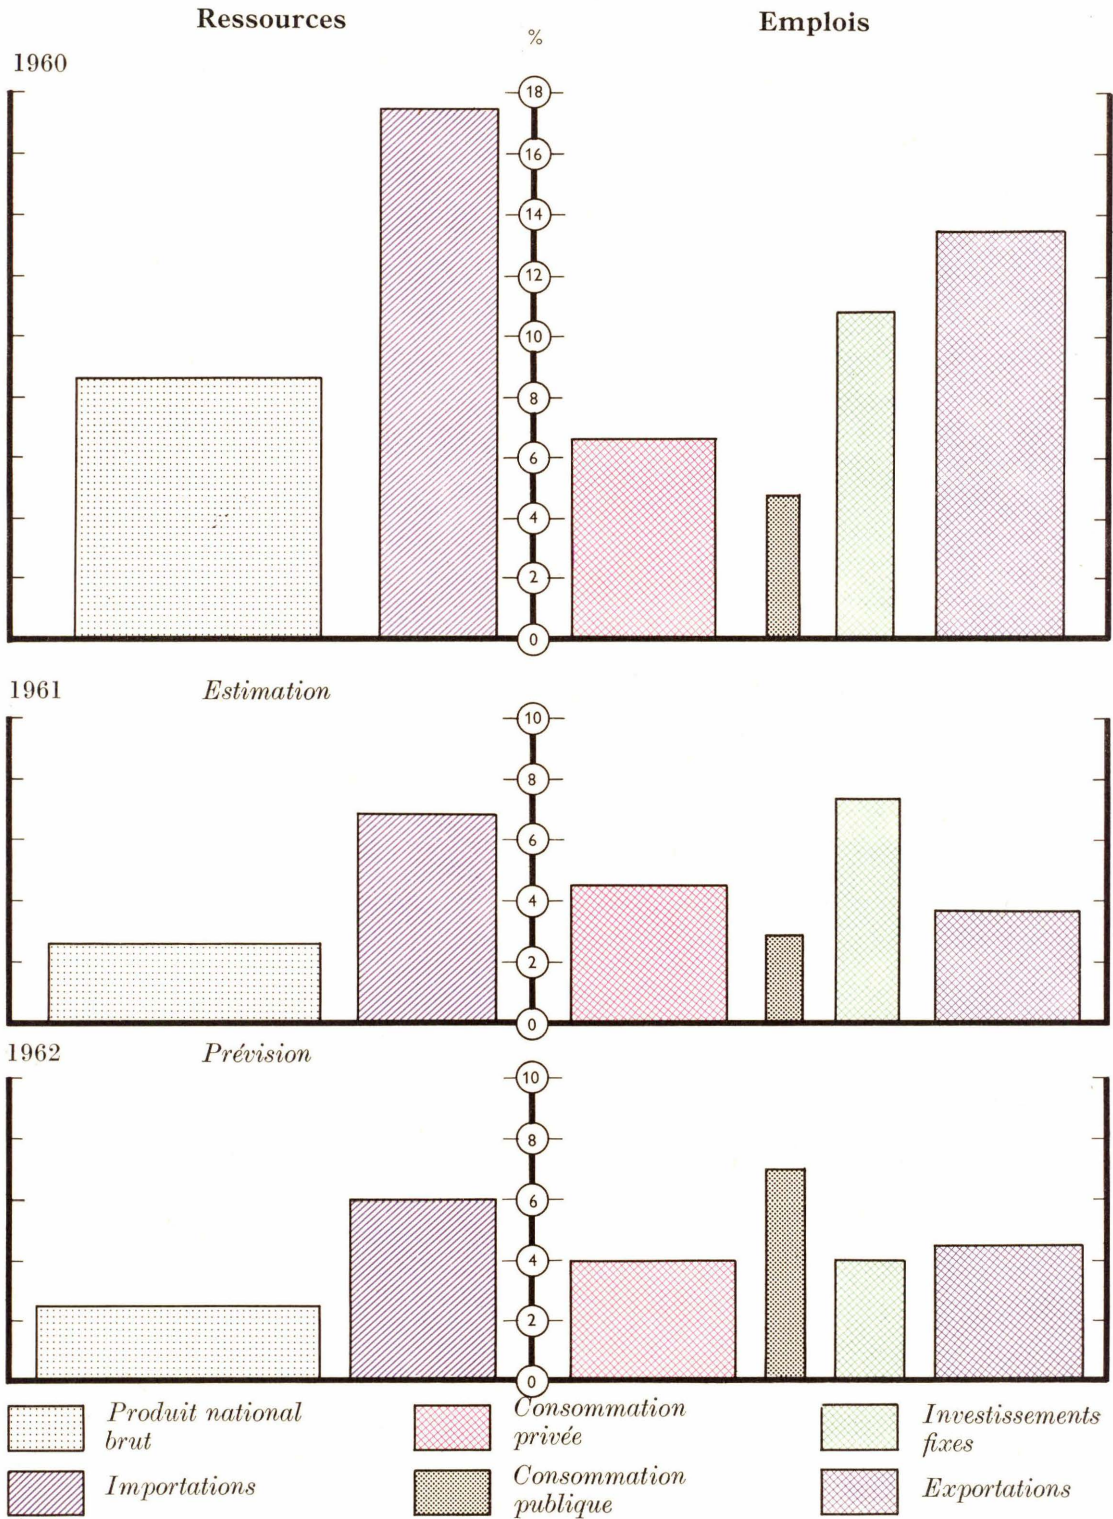 Ressources
Emplois
%
1960
18
16
14
12
10
8
6
4
2
0
1961 Estimation
10
8
6
4
2
0
1962 Prévision
10
8
6
4
2
0
Produit national
brut
Consommation
privée
Investissements
fixes
Importations
Consommation
publique
Exportations